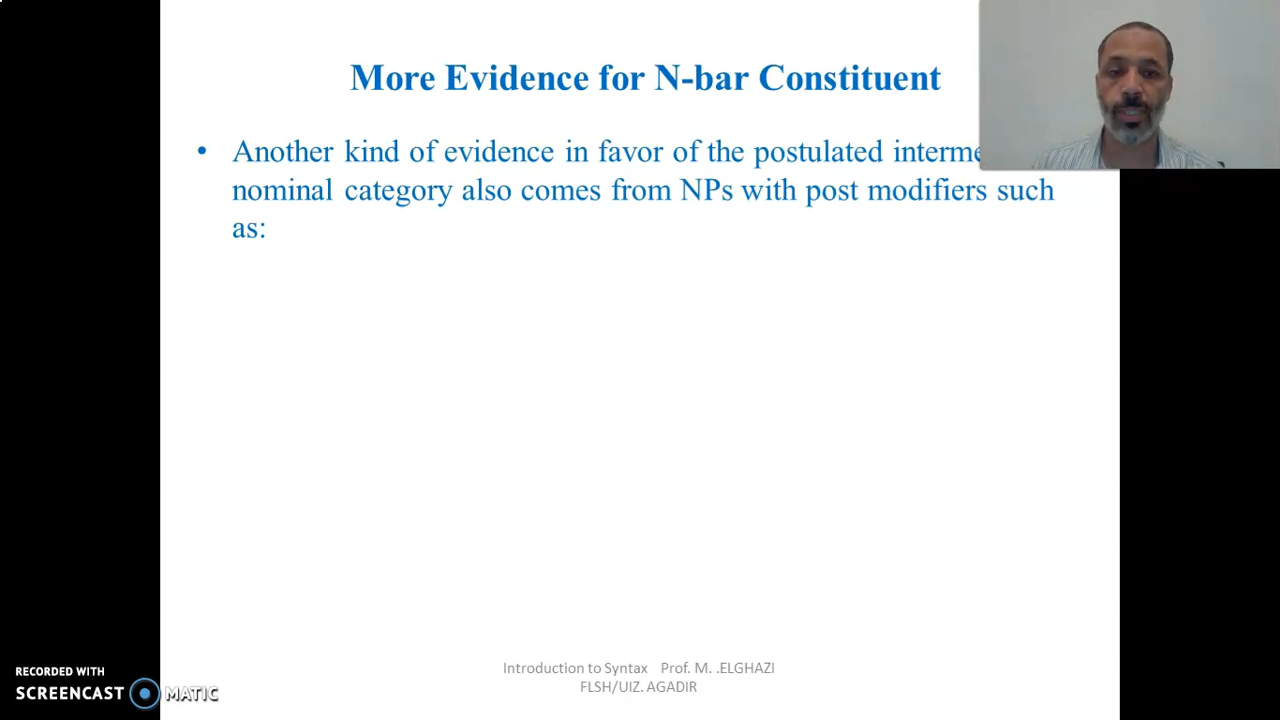 More Evidence for N-bar Constituent
• Another kind of evidence in favor of the postulated
nominal category also comes from NPs with post modifiers such
as:
Introduction to Syntax Prof. M. .ELGHAZI
FLSH/UIZ. AGADIR
RECORDED WITH
SCREENCAST MATIC